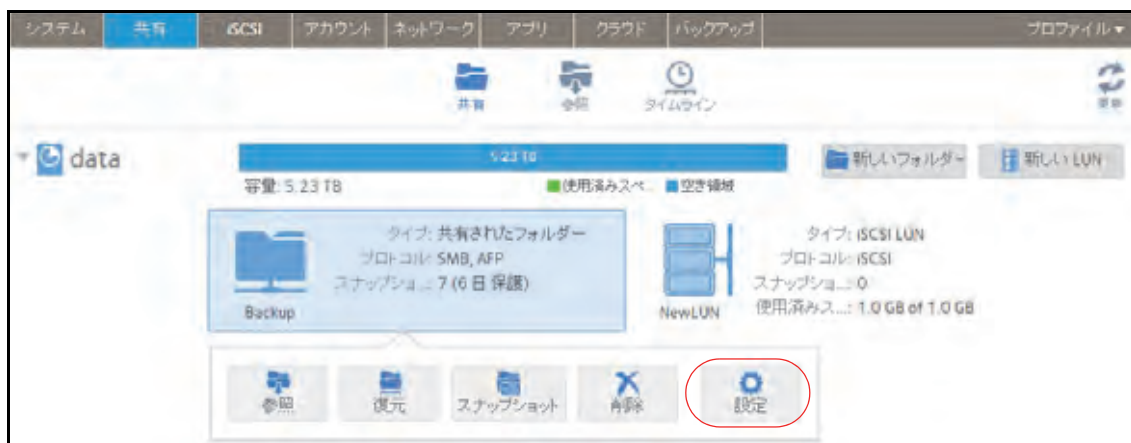 システム 共有 iSCSI アカウント ネットワーク アプリ クラウド バックアップ プロファイル▼
共有 参照 タイムライン 更新
data
5.23 TB
新しいフォルダー 新しい LUN
容量: 5.23 TB 使用済みスペ... 空き領域
タイプ: 共有されたフォルダー
プロトコル: SMB, AFP
スナップショ...: 7 (6 日 保護)
Backup
タイプ: iSCSI LUN
プロトコル: iSCSI
スナップショ...: 0
使用済みス...: 1.0 GB of 1.0 GB
NewLUN
参照 復元 スナップショット 削除 設定